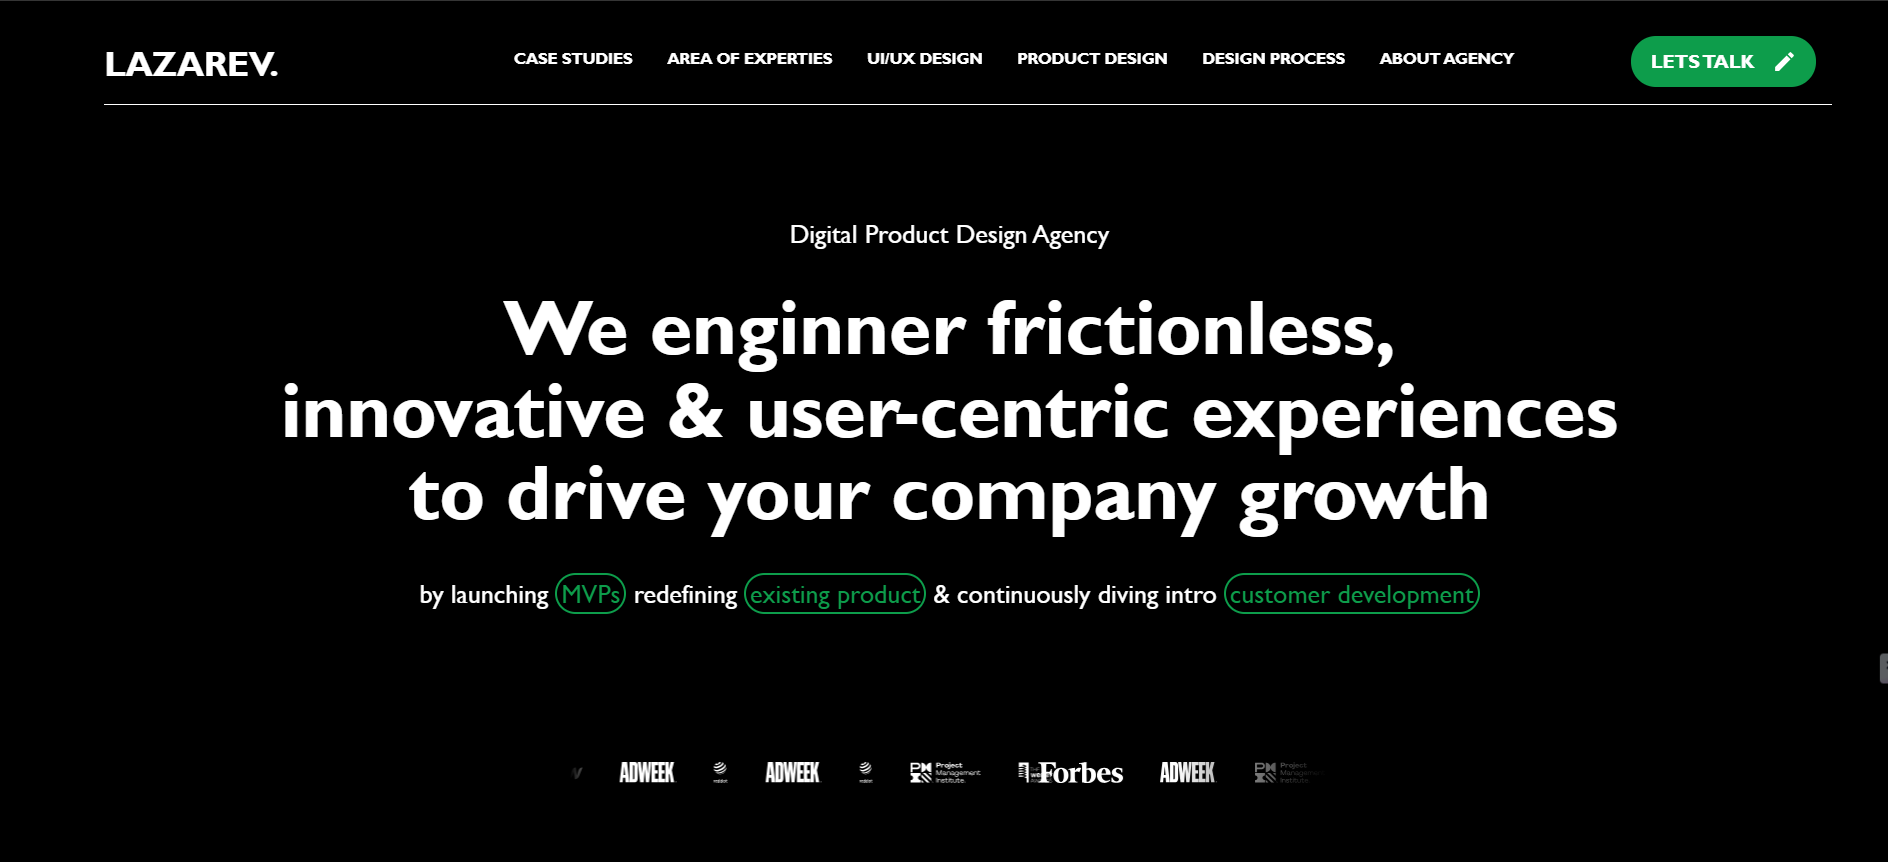 LAZAREV.
CASE STUDIES AREA OF EXPERTIES UI/UX DESIGN PRODUCT DESIGN DESIGN PROCESS ABOUT AGENCY
LETS TALK
Digital Product Design Agency
We enginner frictionless,
innovative & user-centric experiences
to drive your company growth
by launching MVPs redefining existing product & continuously diving intro customer development
ADWEEK ADWEEK Project Management Institute. Forbes ADWEEK Project Management Institute.